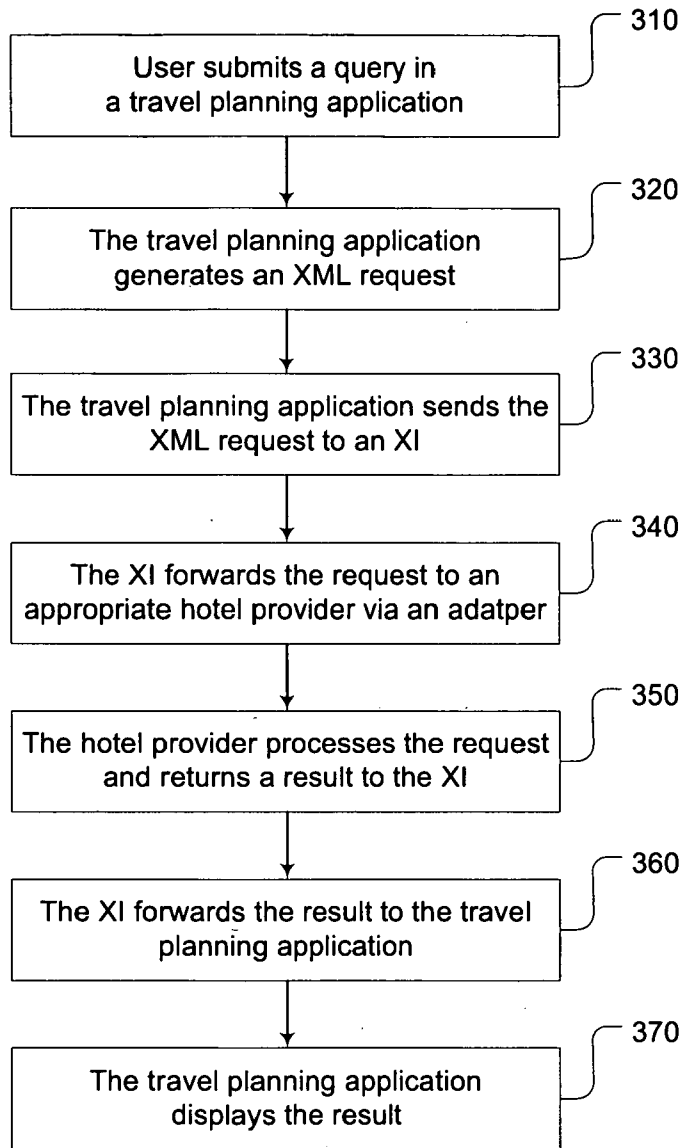 310
User submits a query in
a travel planning application
320
The travel planning application
generates an XML request
330
The travel planning application sends the
XML request to an XI
340
The XI forwards the request to an
appropriate hotel provider via an adatper
350
The hotel provider processes the request
and returns a result to the XI
360
The XI forwards the result to the travel
planning application
370
The travel planning application
displays the result